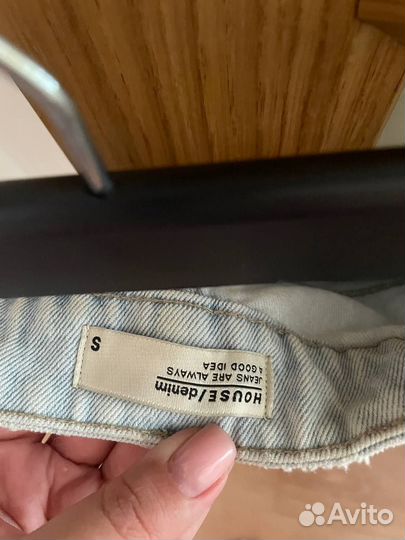 HOUSE/denim
JEANS ARE ALWAYS
A GOOD IDEA
S
Avito